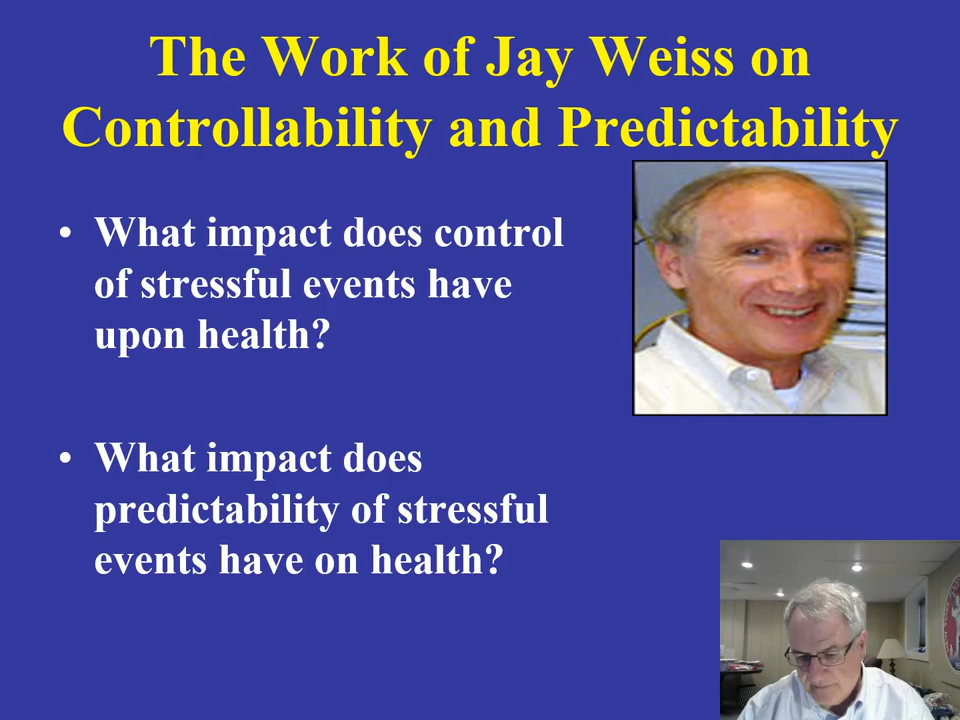 The Work of Jay Weiss on
Controllability and Predictability
• What impact does control
of stressful events have
upon health?
• What impact does
predictability of stressful
events have on health?